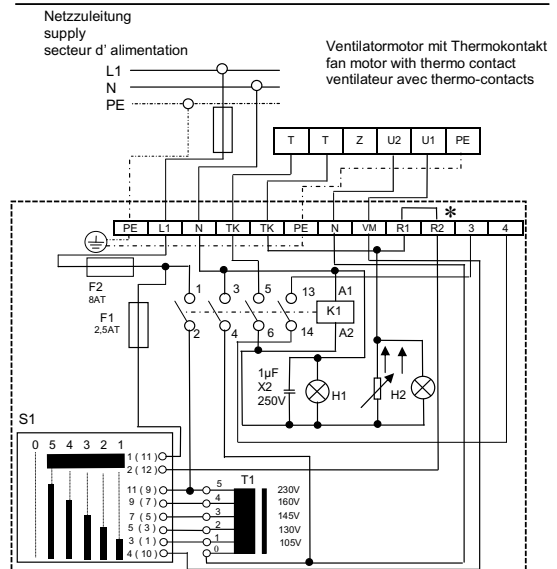 Netzzuleitung
supply
secteur d' alimentation
Ventilatormotor mit Thermokontakt
fan motor with thermo contact
ventilateur avec thermo-contacts
L1
N
PE
T T Z U2 U1 PE
*
PE L1 N TK TK PE N VM R1 R2 3 4
F2
8AT
F1
2,5AT
1 3 5 13 A1
K1
2 4 6 14 A2
1µF
X2
250V
H1
H2
S1
0 5 4 3 2 1
1 ( 11 )
2 ( 12 )
T1
11 ( 9 ) 5 230V
9 ( 7 ) 4 160V
7 ( 5 ) 3 145V
5 ( 3 ) 2 130V
3 ( 1 ) 1 105V
4 ( 10 ) 0